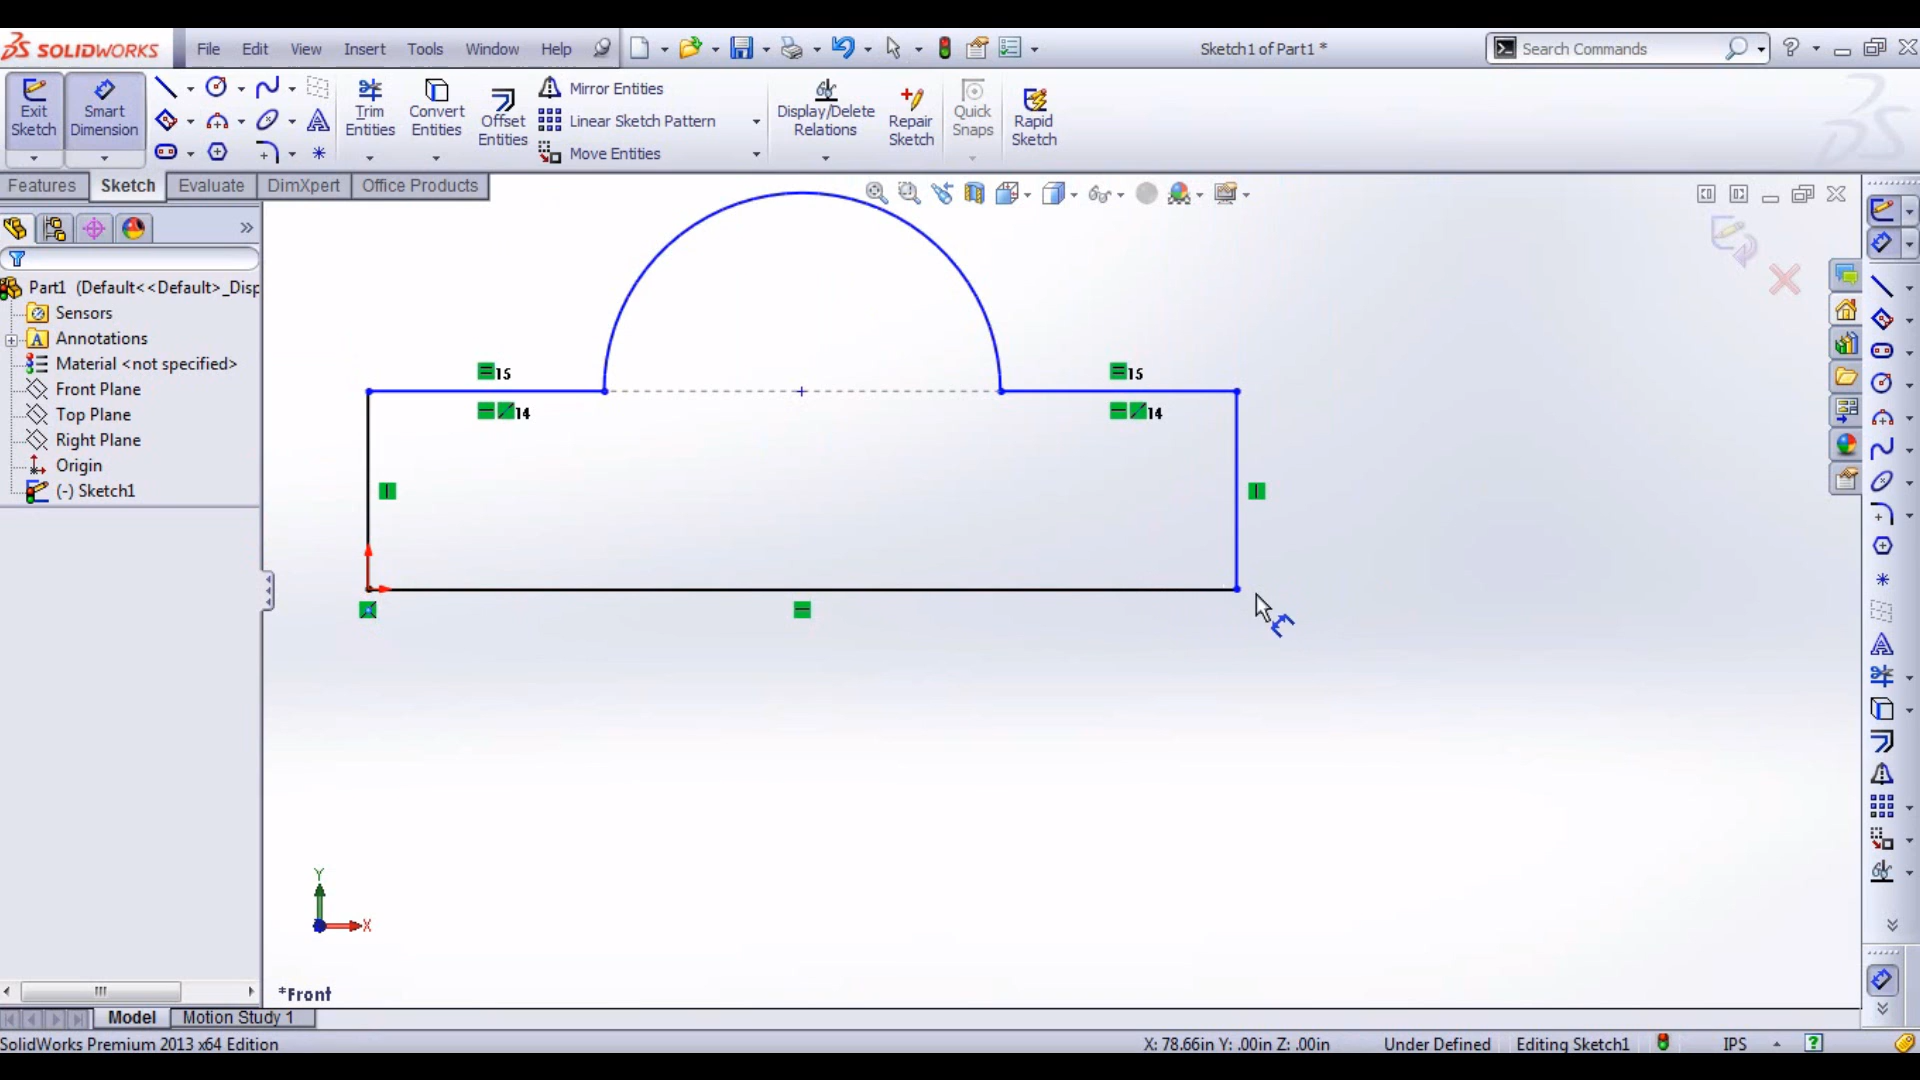 SOLIDWORKS File Edit View Insert Tools Window Help Sketch1 of Part1 * Search Commands
Exit Sketch
Smart Dimension
Trim Entities
Convert Entities
Offset Entities
Mirror Entities
Linear Sketch Pattern
Move Entities
Display/Delete Relations
Repair Sketch
Quick Snaps
Rapid Sketch
Features Sketch Evaluate DimXpert Office Products
Part1 (Default<<Default>_Disp
Sensors
Annotations
Material <not specified>
Front Plane
Top Plane
Right Plane
Origin
(-) Sketch1
15 15
14 14
Y
X
*Front
Model Motion Study 1
SolidWorks Premium 2013 x64 Edition X: 78.66in Y: .00in Z: .00in Under Defined Editing Sketch1 IPS